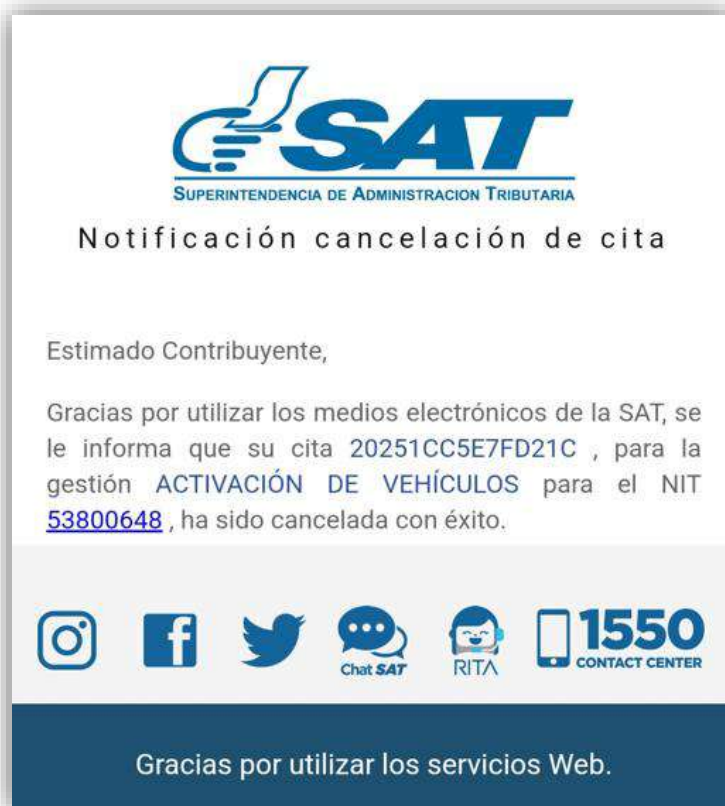 SAT
SUPERINTENDENCIA DE ADMINISTRACION TRIBUTARIA
Notificación cancelación de cita
Estimado Contribuyente,
Gracias por utilizar los medios electrónicos de la SAT, se
le informa que su cita 20251CC5E7FD21C , para la
gestión ACTIVACIÓN DE VEHÍCULOS para el NIT
53800648 , ha sido cancelada con éxito.
Chat SAT
RITA
1550
CONTACT CENTER
Gracias por utilizar los servicios Web.